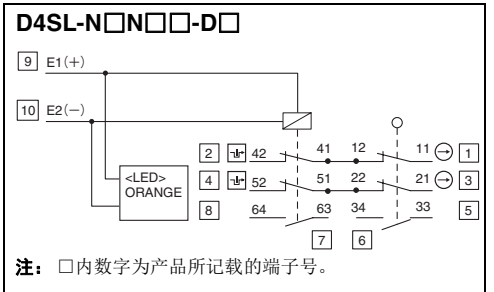 D4SL-N□N□□-D□
9 E1(+)
10 E2(−)
<LED>
ORANGE
2 42 41 12 11 1
4 52 51 22 21 3
8 64 63 34 33 5
7 6
注： □内数字为产品所记载的端子号。